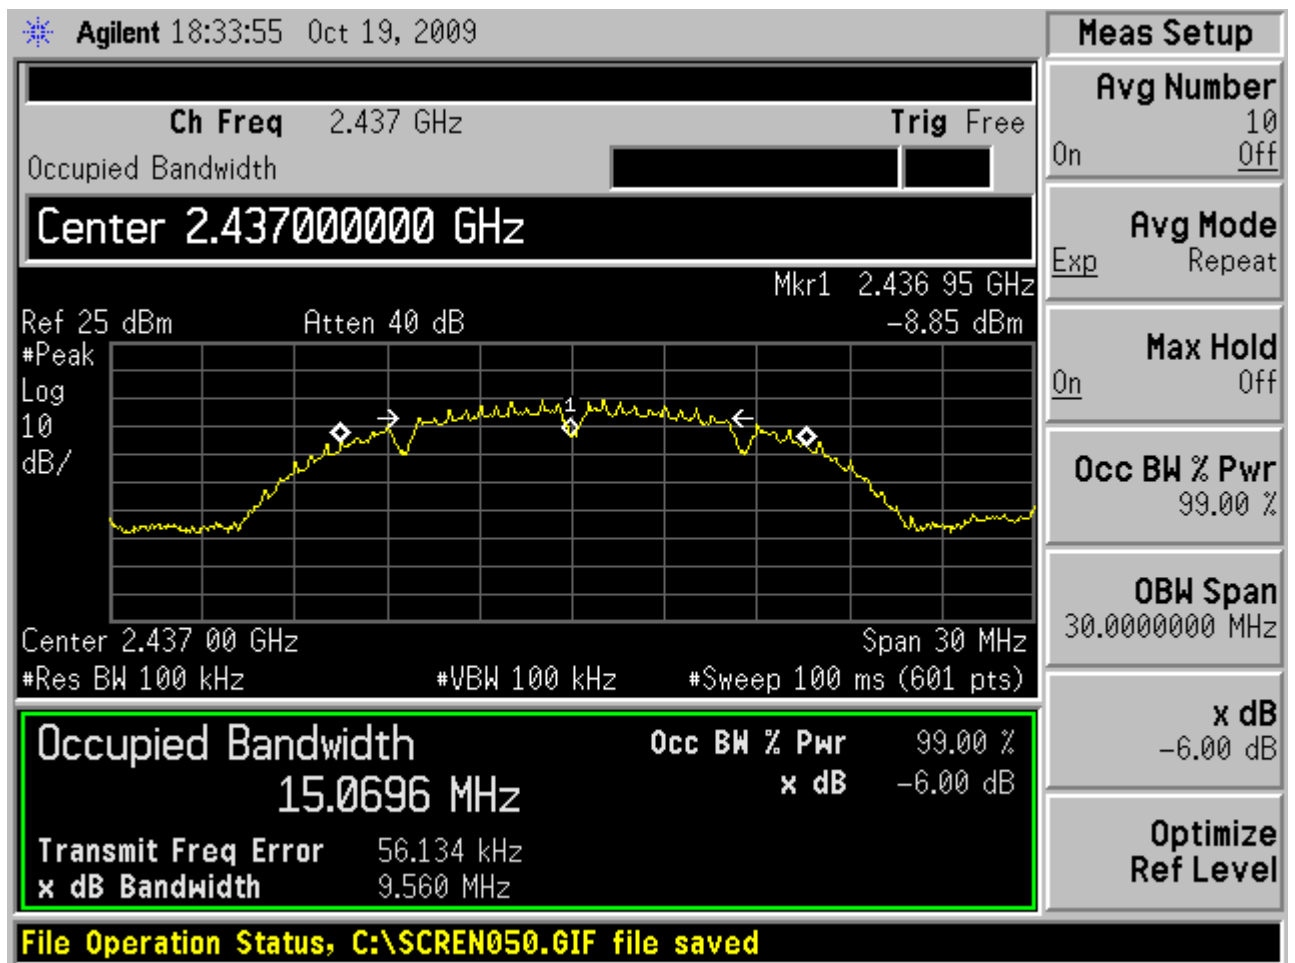 Agilent 18:33:55 Oct 19, 2009
Meas Setup
Ch Freq 2.437 GHz Trig Free
Occupied Bandwidth
Center 2.437000000 GHz
Mkr1 2.436 95 GHz
Ref 25 dBm Atten 40 dB -8.85 dBm
#Peak
Log
10
dB/
1
Center 2.437 00 GHz Span 30 MHz
#Res BW 100 kHz #VBW 100 kHz #Sweep 100 ms (601 pts)
Occupied Bandwidth Occ BW % Pwr 99.00 %
15.0696 MHz x dB -6.00 dB
Transmit Freq Error 56.134 kHz
x dB Bandwidth 9.560 MHz
Avg Number
10
On Off
Avg Mode
Exp Repeat
Max Hold
On Off
Occ BW % Pwr
99.00 %
OBW Span
30.0000000 MHz
x dB
-6.00 dB
Optimize
Ref Level
File Operation Status, C:\SCREN050.GIF file saved